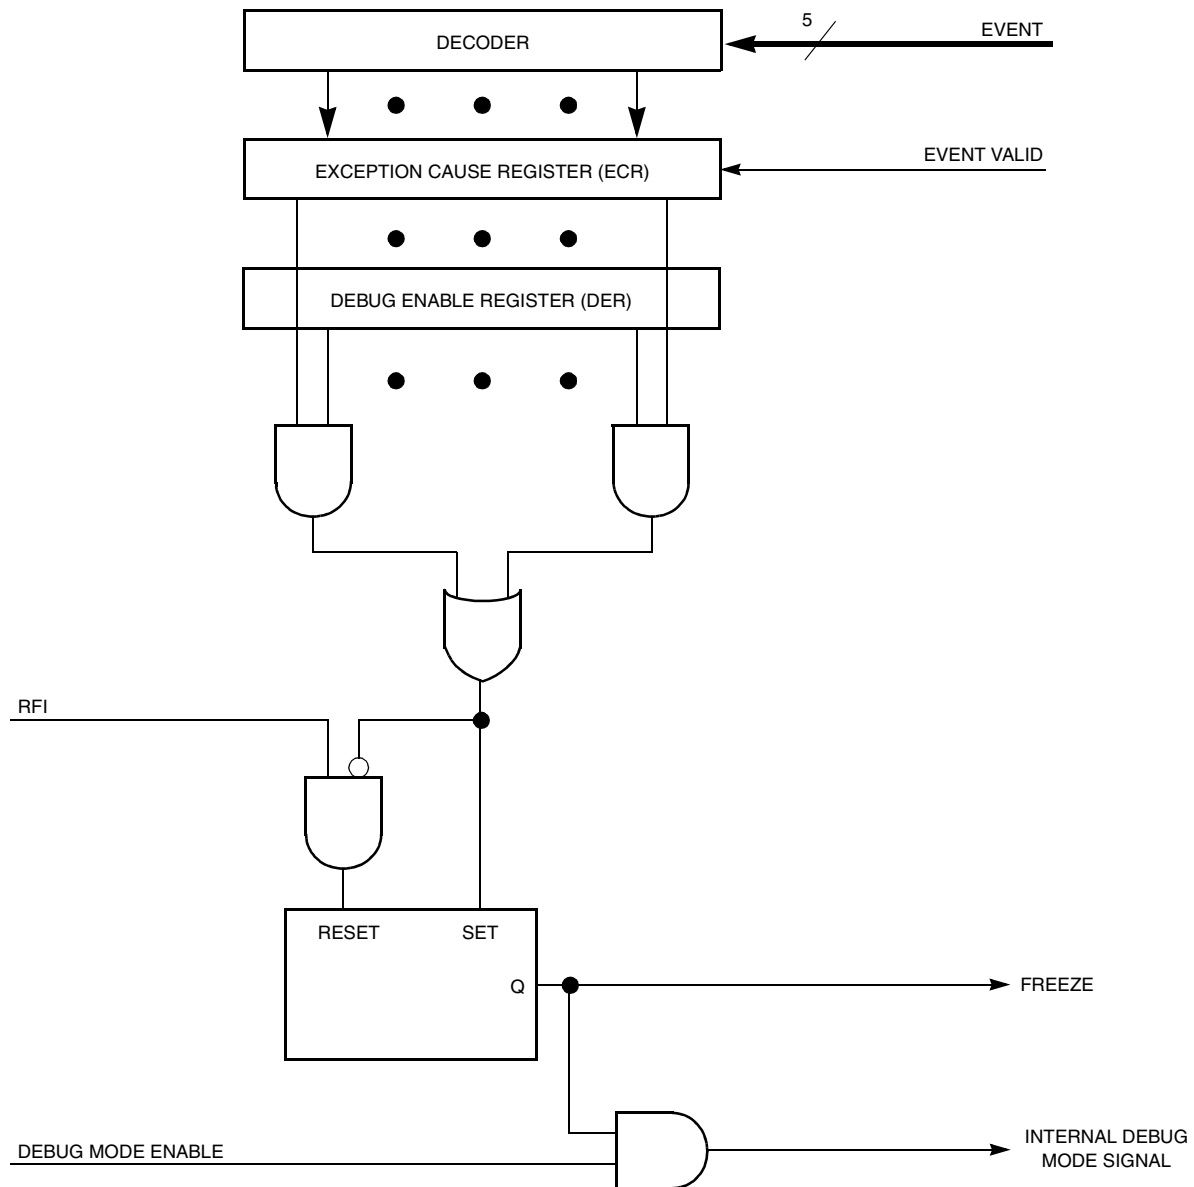 5
EVENT
DECODER
EVENT VALID
EXCEPTION CAUSE REGISTER (ECR)
DEBUG ENABLE REGISTER (DER)
RFI
RESET
SET
Q
FREEZE
DEBUG MODE ENABLE
INTERNAL DEBUG
MODE SIGNAL